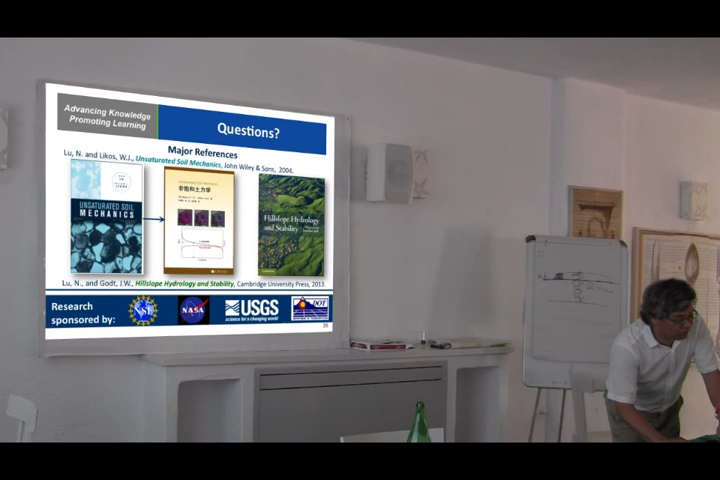 Advancing Knowledge
Promoting Learning
Questions?
Major References
Lu, N. and Likos, W.J., Unsaturated Soil Mechanics, John Wiley & Sons, 2004.
UNSATURATED SOIL
MECHANICS
非饱和土力学
Hillslope Hydrology
and Stability
Lu, N., and Godt, J.W., Hillslope Hydrology and Stability, Cambridge University Press, 2013.
Research
sponsored by:
NSF
NASA
USGS
science for a changing world
DOT
39